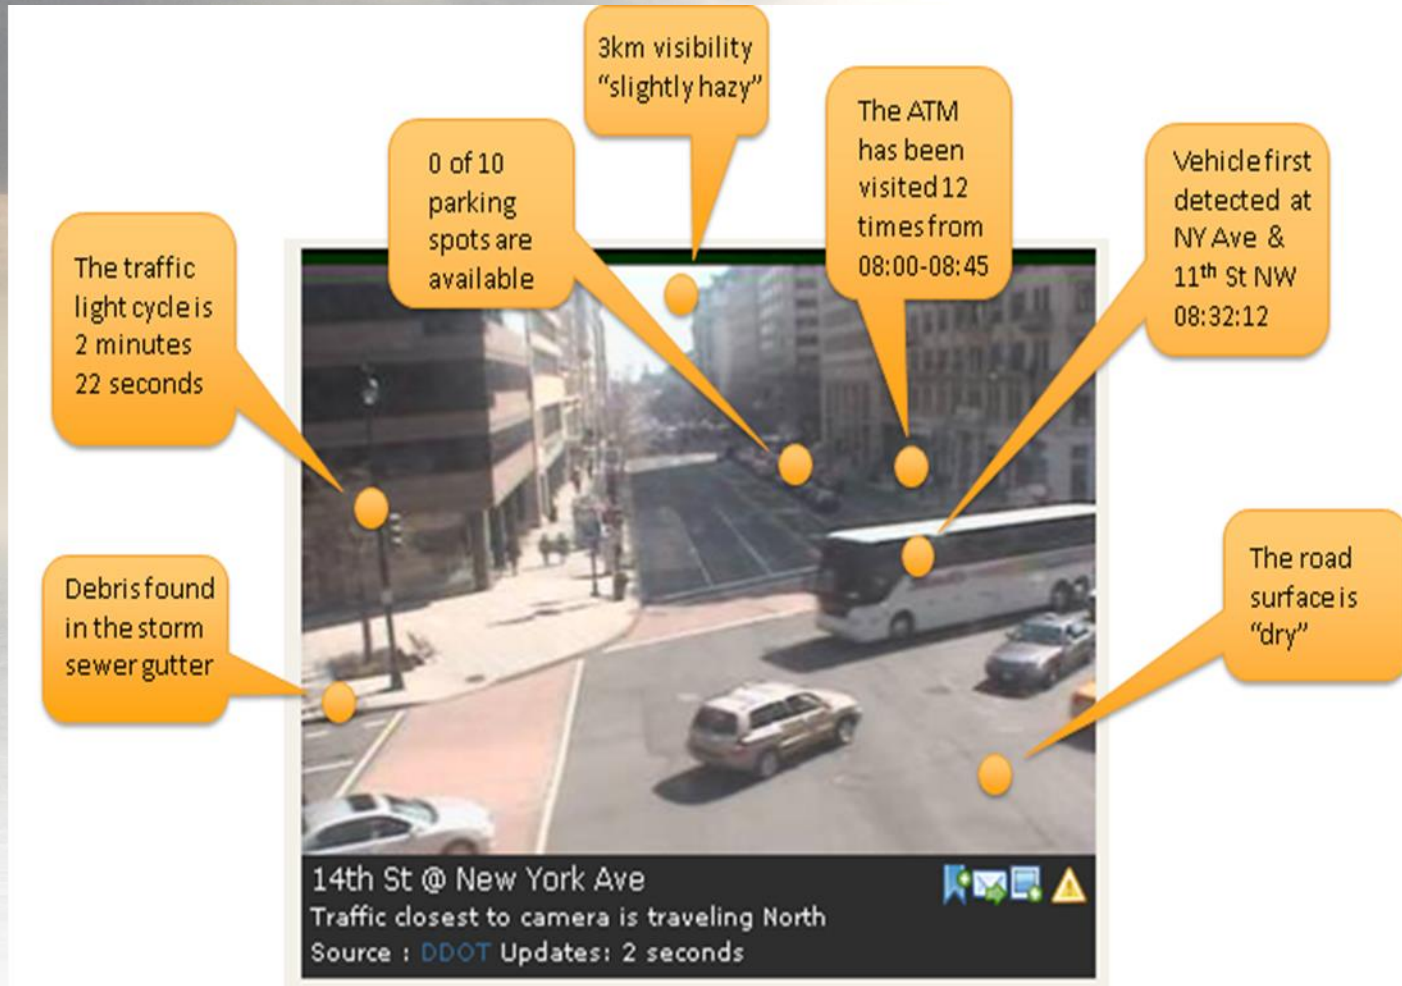 3km visibility
“slightly hazy”
The ATM
has been
visited 12
times from
08:00-08:45
0 of 10
parking
spots are
available
Vehicle first
detected at
NY Ave &
11th St NW
08:32:12
The traffic
light cycle is
2 minutes
22 seconds
Debris found
in the storm
sewer gutter
The road
surface is
“dry”
14th St @ New York Ave
Traffic closest to camera is traveling North
Source : DDOT Updates: 2 seconds